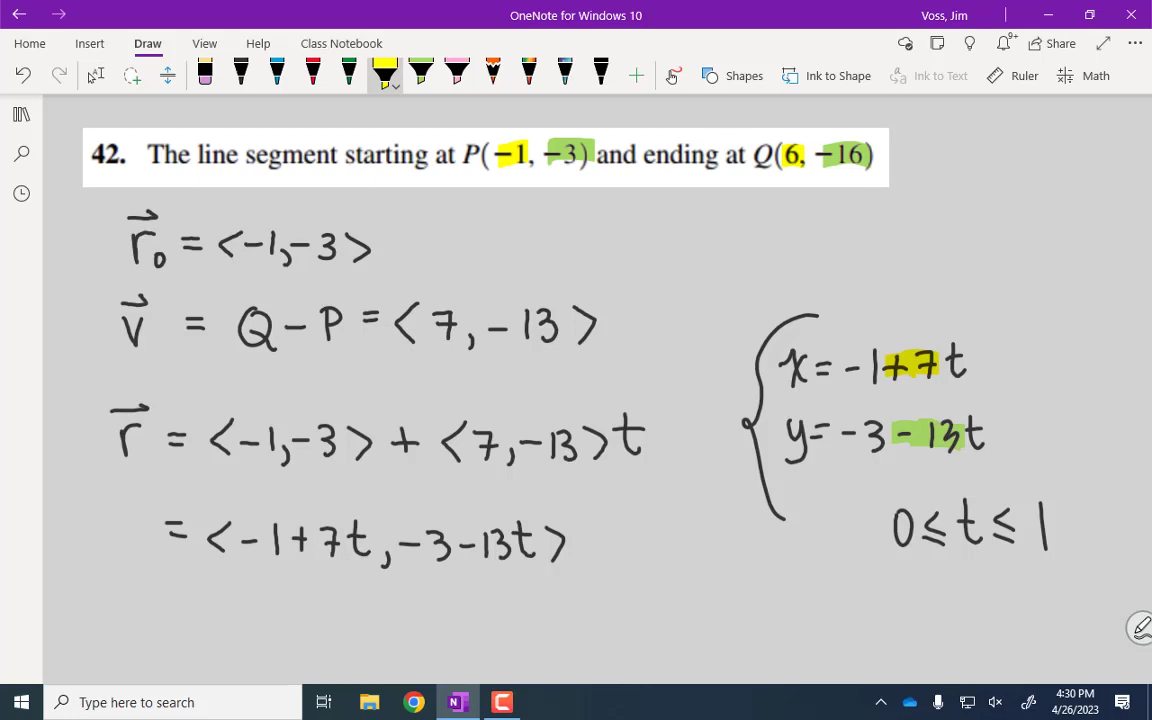 OneNote for Windows 10
Voss, Jim
Home Insert Draw View Help Class Notebook
9+ Share
Shapes Ink to Shape Ink to Text Ruler Math
42. The line segment starting at P(−1, −3) and ending at Q(6, −16)
r⃗₀ = <-1,-3>
v⃗ = Q - P = <7, -13>
r⃗ = <-1,-3> + <7,-13>t
= <-1+7t, -3-13t>
x = -1+7t
y = -3-13t
0 ≤ t ≤ 1
Type here to search
4:30 PM
4/26/2023